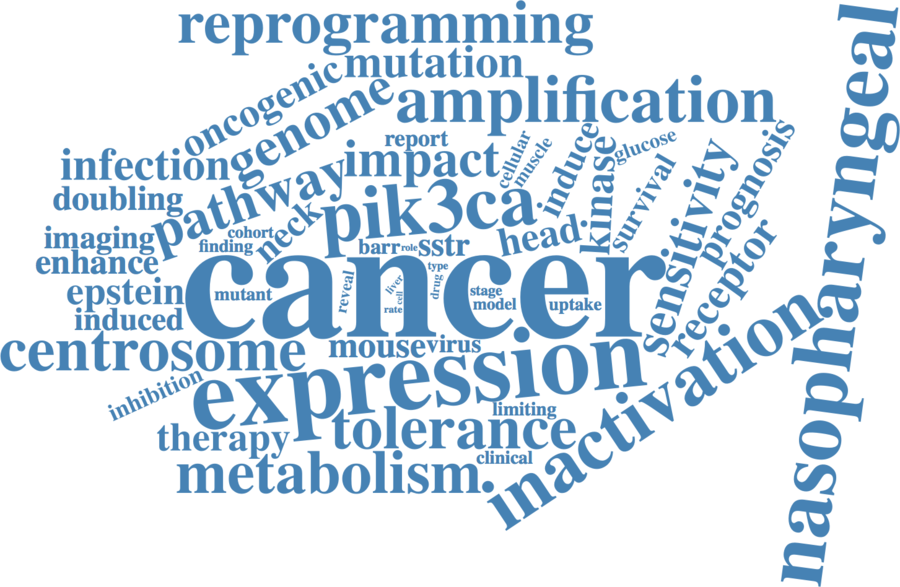 reprogramming
mutation
oncogenic
genome
amplification
nasopharyngeal
infection
report
impact
cellular
muscle
induce
kinase
glucose
survival
sensitivity
prognosis
doubling
pathway
pik3ca
neck
head
receptor
imaging
cohort
finding
barr
role
sstr
enhance
cancer
epstein
mutant
reveal
liver
cell
rate
type
drug
stage
model
uptake
induced
centrosome
mouse
virus
expression
inactivation
inhibition
limiting
therapy
tolerance
metabolism
clinical